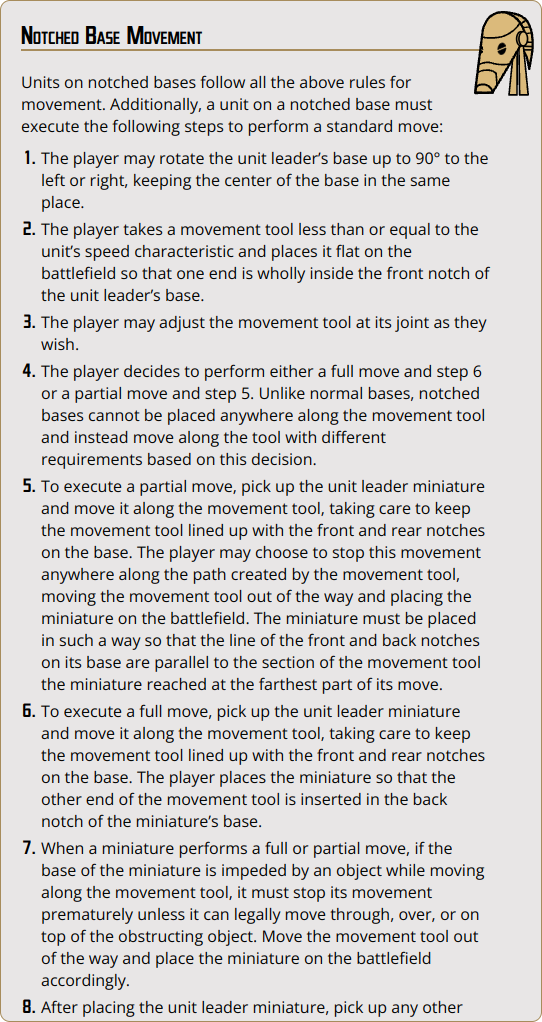 Notched Base Movement
Units on notched bases follow all the above rules for
movement. Additionally, a unit on a notched base must
execute the following steps to perform a standard move:
1. The player may rotate the unit leader’s base up to 90° to the
left or right, keeping the center of the base in the same
place.
2. The player takes a movement tool less than or equal to the
unit’s speed characteristic and places it flat on the
battlefield so that one end is wholly inside the front notch of
the unit leader’s base.
3. The player may adjust the movement tool at its joint as they
wish.
4. The player decides to perform either a full move and step 6
or a partial move and step 5. Unlike normal bases, notched
bases cannot be placed anywhere along the movement tool
and instead move along the tool with different
requirements based on this decision.
5. To execute a partial move, pick up the unit leader miniature
and move it along the movement tool, taking care to keep
the movement tool lined up with the front and rear notches
on the base. The player may choose to stop this movement
anywhere along the path created by the movement tool,
moving the movement tool out of the way and placing the
miniature on the battlefield. The miniature must be placed
in such a way so that the line of the front and back notches
on its base are parallel to the section of the movement tool
the miniature reached at the farthest part of its move.
6. To execute a full move, pick up the unit leader miniature
and move it along the movement tool, taking care to keep
the movement tool lined up with the front and rear notches
on the base. The player places the miniature so that the
other end of the movement tool is inserted in the back
notch of the miniature’s base.
7. When a miniature performs a full or partial move, if the
base of the miniature is impeded by an object while moving
along the movement tool, it must stop its movement
prematurely unless it can legally move through, over, or on
top of the obstructing object. Move the movement tool out
of the way and place the miniature on the battlefield
accordingly.
8. After placing the unit leader miniature, pick up any other